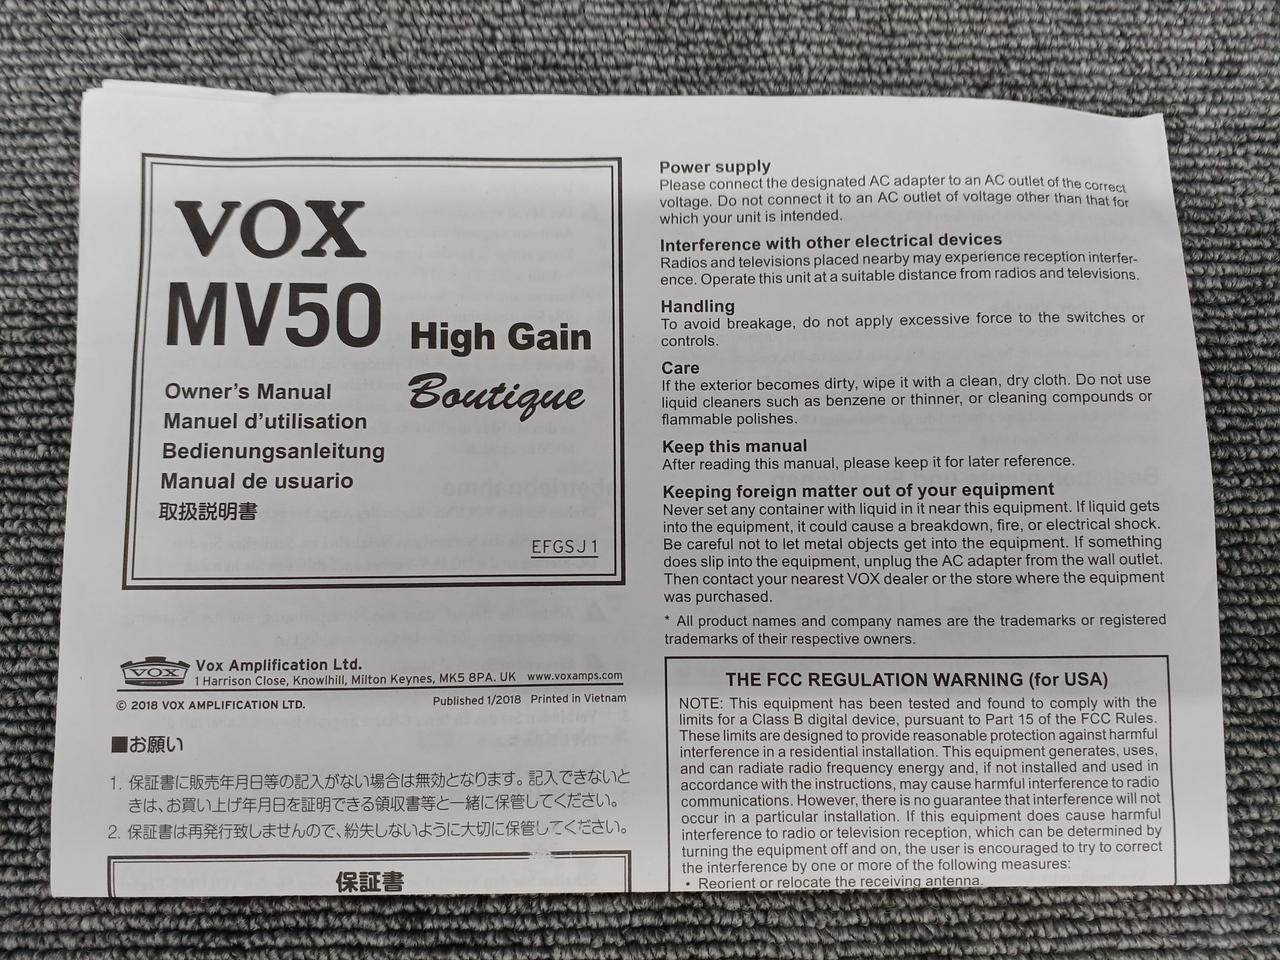 VOX
MV50 High Gain
Boutique
Owner's Manual
Manuel d'utilisation
Bedienungsanleitung
Manual de usuario
取扱説明書
EFGSJ 1
VOX
Vox Amplification Ltd.
1 Harrison Close, Knowlhill, Milton Keynes, MK5 8PA. UK www.voxamps.com
© 2018 VOX AMPLIFICATION LTD.
Published 1/2018 Printed in Vietnam
■お願い
1. 保証書に販売年月日等の記入がない場合は無効となります。記入できないと
きは、お買い上げ年月日を証明できる領収書等と一緒に保管してください。
2. 保証書は再発行致しませんので、紛失しないように大切に保管してください。
保証書
Power supply
Please connect the designated AC adapter to an AC outlet of the correct
voltage. Do not connect it to an AC outlet of voltage other than that for
which your unit is intended.
Interference with other electrical devices
Radios and televisions placed nearby may experience reception interfer-
ence. Operate this unit at a suitable distance from radios and televisions.
Handling
To avoid breakage, do not apply excessive force to the switches or
controls.
Care
If the exterior becomes dirty, wipe it with a clean, dry cloth. Do not use
liquid cleaners such as benzene or thinner, or cleaning compounds or
flammable polishes.
Keep this manual
After reading this manual, please keep it for later reference.
Keeping foreign matter out of your equipment
Never set any container with liquid in it near this equipment. If liquid gets
into the equipment, it could cause a breakdown, fire, or electrical shock.
Be careful not to let metal objects get into the equipment. If something
does slip into the equipment, unplug the AC adapter from the wall outlet.
Then contact your nearest VOX dealer or the store where the equipment
was purchased.
* All product names and company names are the trademarks or registered
trademarks of their respective owners.
THE FCC REGULATION WARNING (for USA)
NOTE: This equipment has been tested and found to comply with the
limits for a Class B digital device, pursuant to Part 15 of the FCC Rules.
These limits are designed to provide reasonable protection against harmful
interference in a residential installation. This equipment generates, uses,
and can radiate radio frequency energy and, if not installed and used in
accordance with the instructions, may cause harmful interference to radio
communications. However, there is no guarantee that interference will not
occur in a particular installation. If this equipment does cause harmful
interference to radio or television reception, which can be determined by
turning the equipment off and on, the user is encouraged to try to correct
the interference by one or more of the following measures:
• Reorient or relocate the receiving antenna.